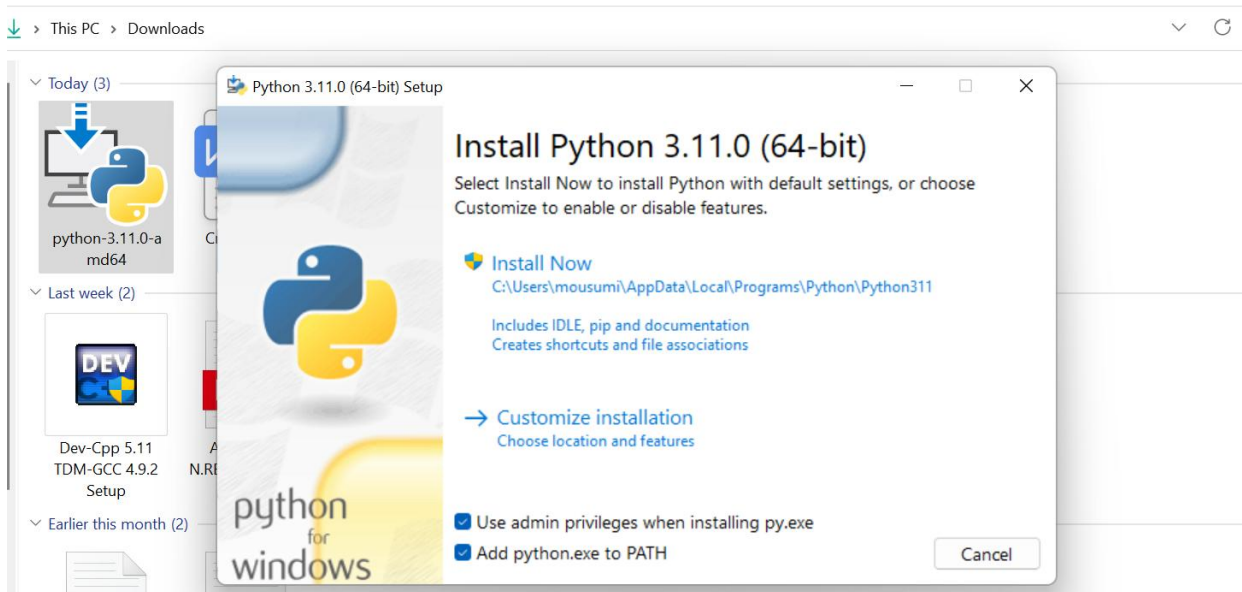 This PC > Downloads
Today (3)
python-3.11.0-a
md64
Last week (2)
DEV
Dev-Cpp 5.11
TDM-GCC 4.9.2
Setup
N.RE
Earlier this month (2)
Python 3.11.0 (64-bit) Setup
Install Python 3.11.0 (64-bit)
Select Install Now to install Python with default settings, or choose
Customize to enable or disable features.
Install Now
C:\Users\mousumi\AppData\Local\Programs\Python\Python311
Includes IDLE, pip and documentation
Creates shortcuts and file associations
Customize installation
Choose location and features
Use admin privileges when installing py.exe
Add python.exe to PATH
Cancel
python
for
windows